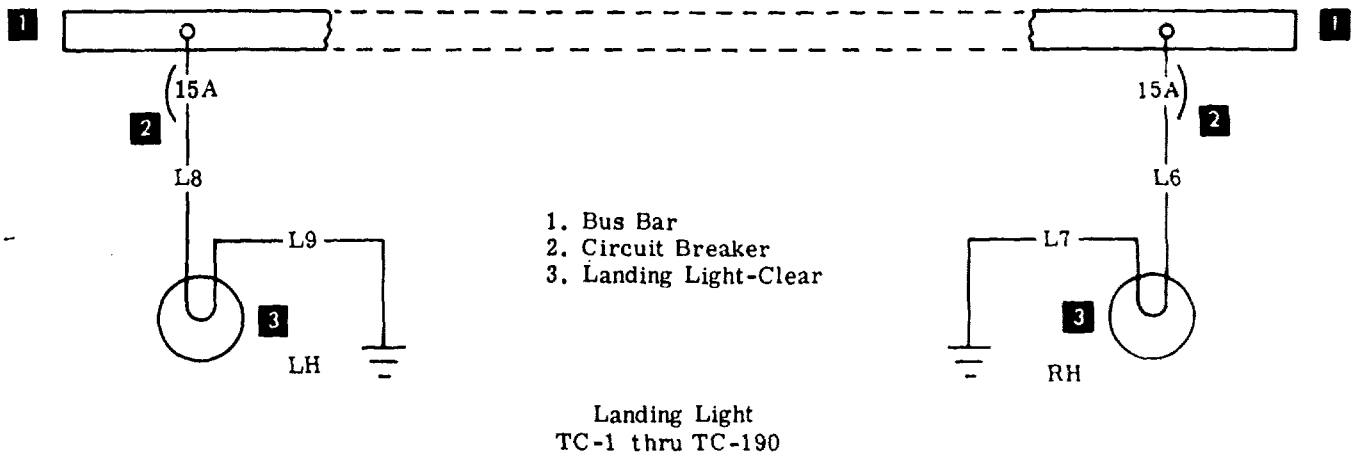 1 1
15A 15A
2 2
L8 L6
1. Bus Bar
L9 L7
2. Circuit Breaker
3. Landing Light-Clear
3 3
LH RH
Landing Light
TC-1 thru TC-190